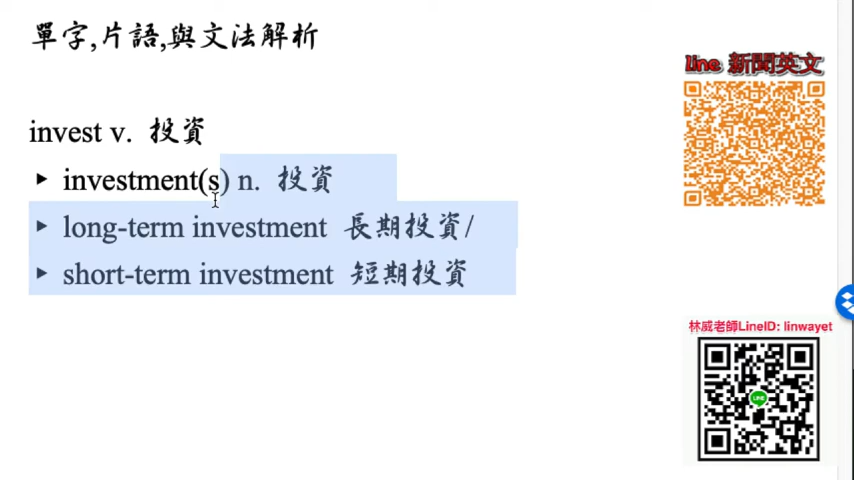 單字,片語,與文法解析
line 新聞英文
invest v. 投資
investment(s) n. 投資
long-term investment 長期投資/
short-term investment 短期投資
林威老師LineID: linwayet
LINE